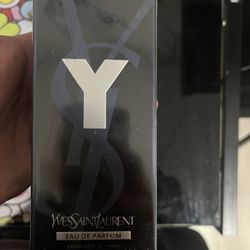 Y
YVESSAINTLAURENT
EAU DE PARFUM